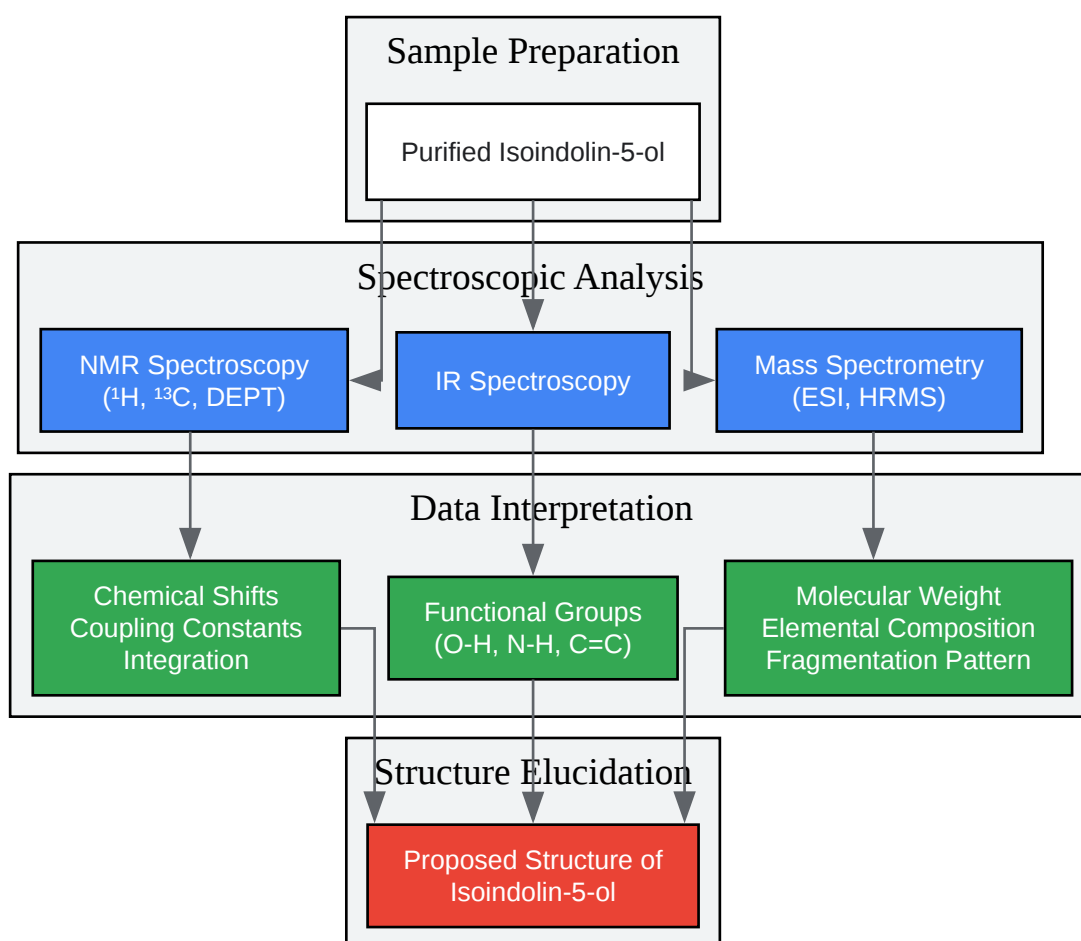 Sample Preparation
Purified Isoindolin-5-ol
Spectroscopic Analysis
NMR Spectroscopy
(¹H, ¹³C, DEPT)
IR Spectroscopy
Mass Spectrometry
(ESI, HRMS)
Data Interpretation
Chemical Shifts
Coupling Constants
Integration
Functional Groups
(O-H, N-H, C=C)
Molecular Weight
Elemental Composition
Fragmentation Pattern
Structure Elucidation
Proposed Structure of
Isoindolin-5-ol